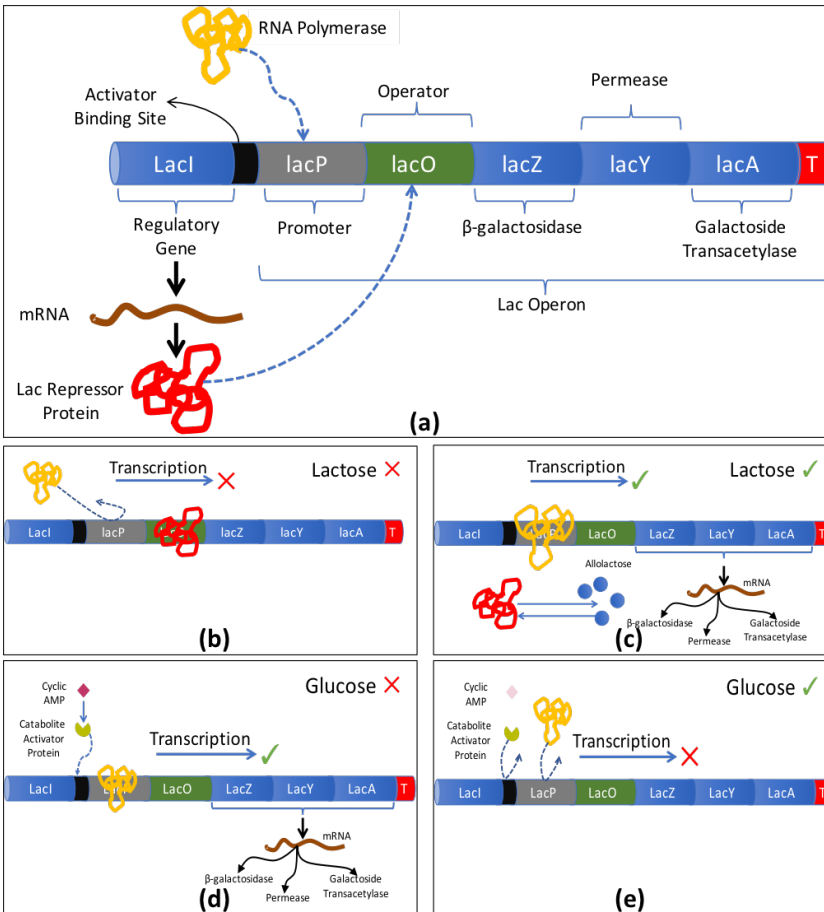 RNA Polymerase
Activator
Binding Site
Operator
Permease
LacI
lacP
lacO
lacZ
lacY
lacA
T
Regulatory
Gene
Promoter
β-galactosidase
Galactoside
Transacetylase
Lac Operon
mRNA
Lac Repressor
Protein
(a)
Transcription
Lactose
LacI
lacP
lacZ
lacY
lacA
T
(b)
Transcription
Lactose
LacI
LacO
LacZ
LacY
LacA
T
Allolactose
mRNA
β-galactosidase
Permease
Galactoside
Transacetylase
(c)
Glucose
Cyclic
AMP
Catabolite
Activator
Protein
Transcription
LacI
LacO
LacZ
LacY
LacA
T
mRNA
β-galactosidase
Permease
Galactoside
Transacetylase
(d)
Glucose
Cyclic
AMP
Catabolite
Activator
Protein
Transcription
LacI
LacP
LacO
LacZ
LacY
LacA
T
(e)